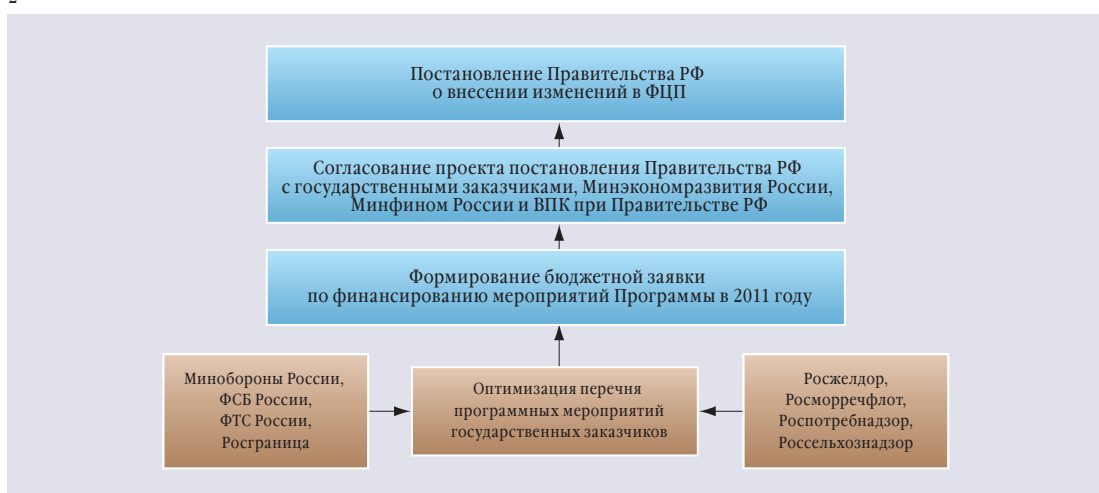 2
Постановление Правительства РФ
о внесении изменений в ФЦП
Согласование проекта постановления Правительства РФ
с государственными заказчиками, Минэкономразвития России,
Минфином России и ВПК при Правительстве РФ
Формирование бюджетной заявки
по финансированию мероприятий Программы в 2011 году
Минобороны России,
ФСБ России,
ФТС России,
Росграница
Оптимизация перечня
программных мероприятий
государственных заказчиков
Росжелдор,
Росморречфлот,
Роспотребнадзор,
Россельхознадзор